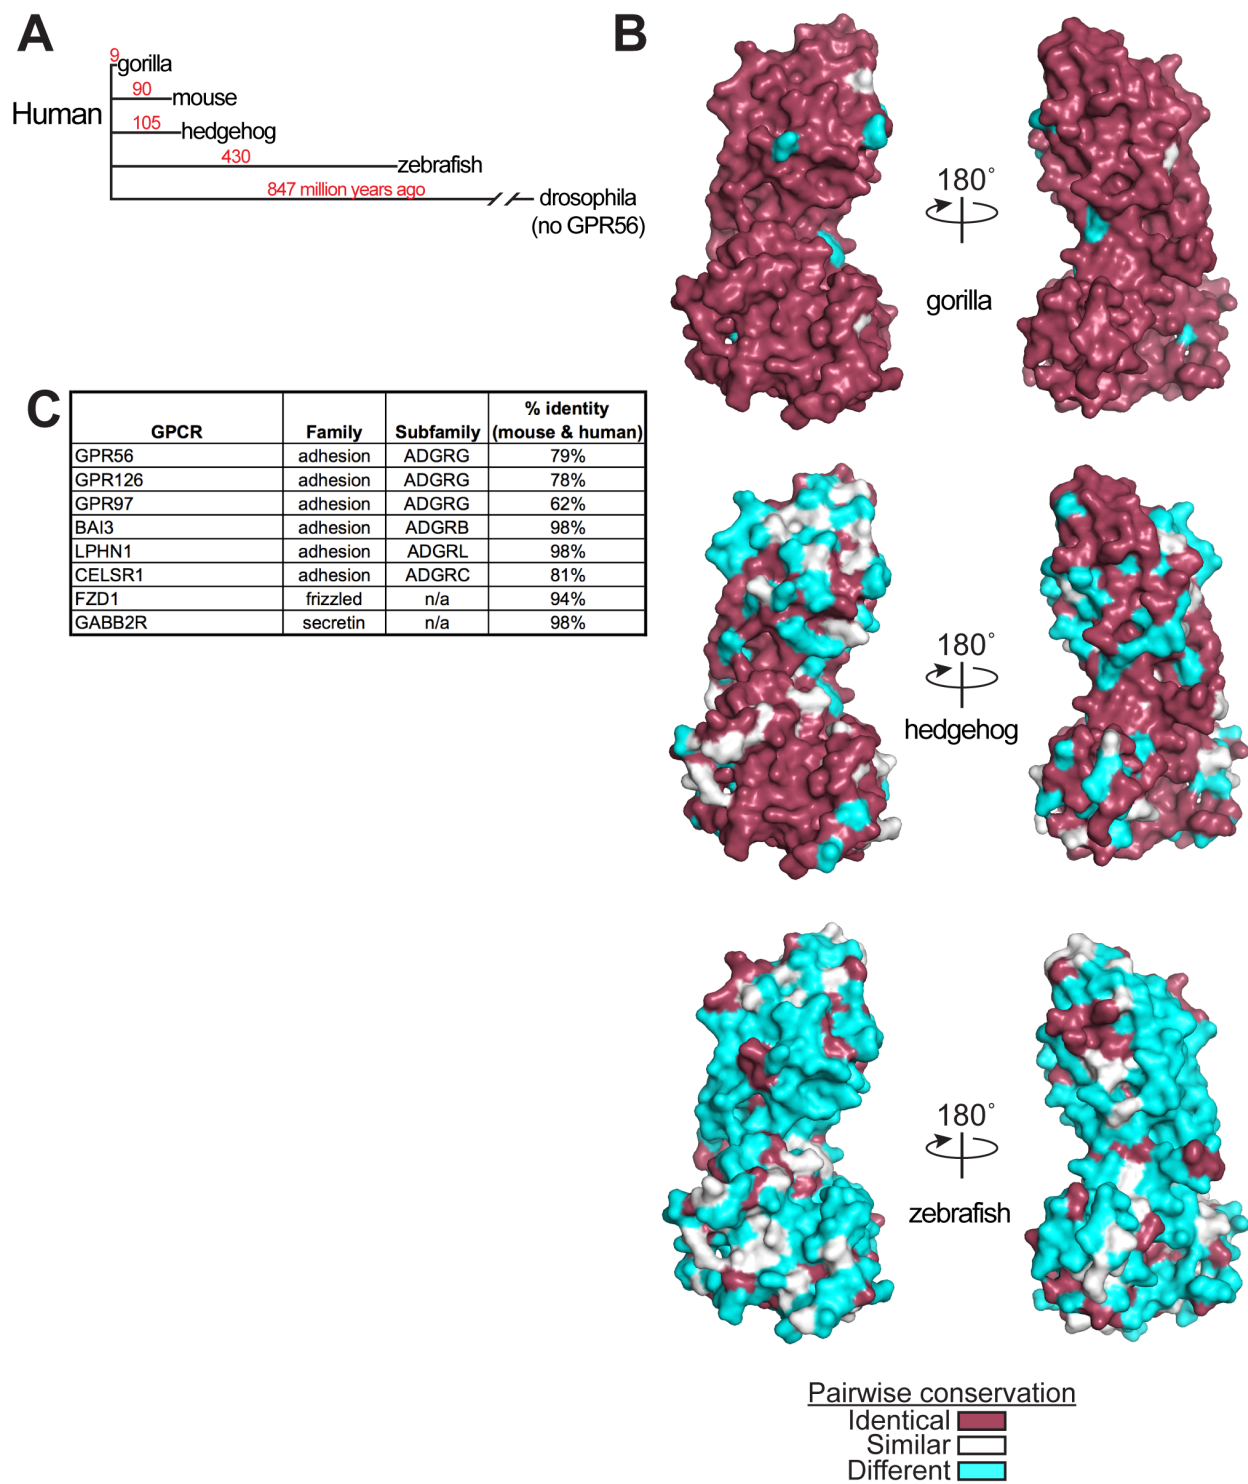 A
9
gorilla
90
mouse
Human
105
hedgehog
430
zebrafish
847 million years ago
drosophila
(no GPR56)
B
180°
gorilla
C
GPCR Family Subfamily % identity (mouse & human)
GPR56 adhesion ADGRG 79%
GPR126 adhesion ADGRG 78%
GPR97 adhesion ADGRG 62%
BAI3 adhesion ADGRB 98%
LPHN1 adhesion ADGRL 98%
CELSR1 adhesion ADGRC 81%
FZD1 frizzled n/a 94%
GABB2R secretin n/a 98%
180°
hedgehog
180°
zebrafish
Pairwise conservation
Identical
Similar
Different